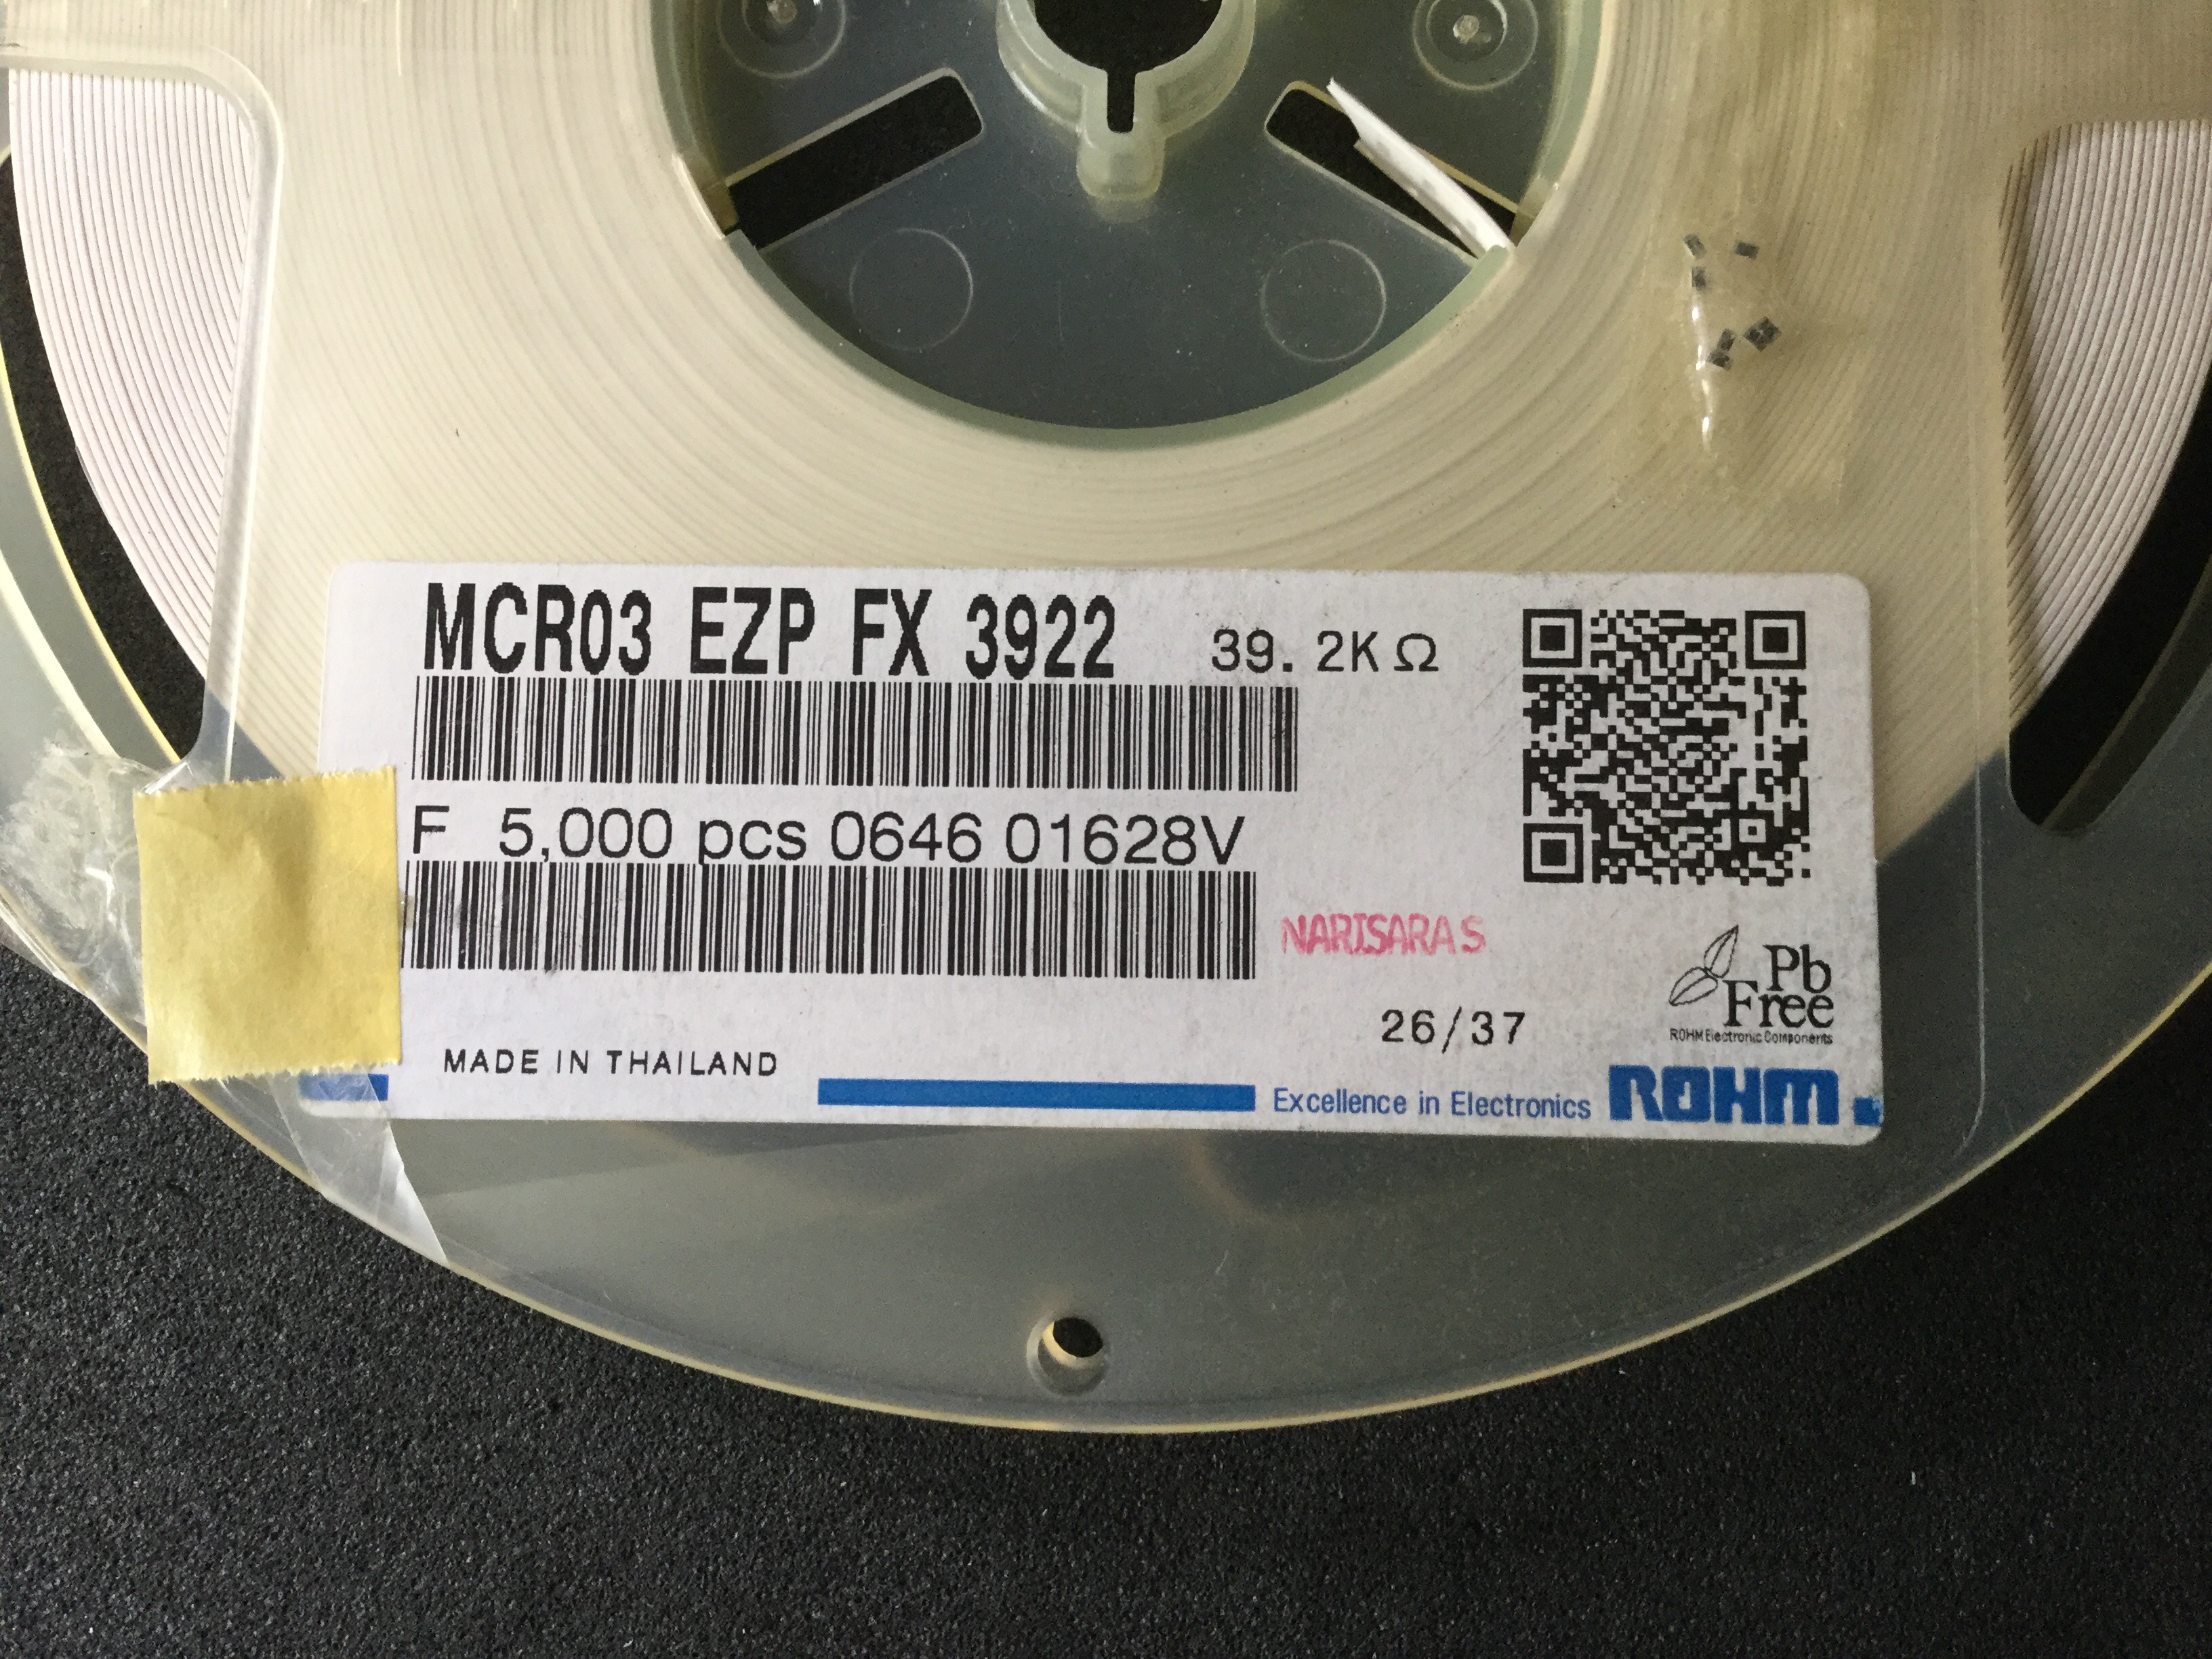 MCR03 EZP FX 3922 39.2KΩ
F 5,000 pcs 0646 01628V
NARISARA S
Pb
Free
ROHM Electronic Components
26/37
MADE IN THAILAND
Excellence in Electronics ROHM